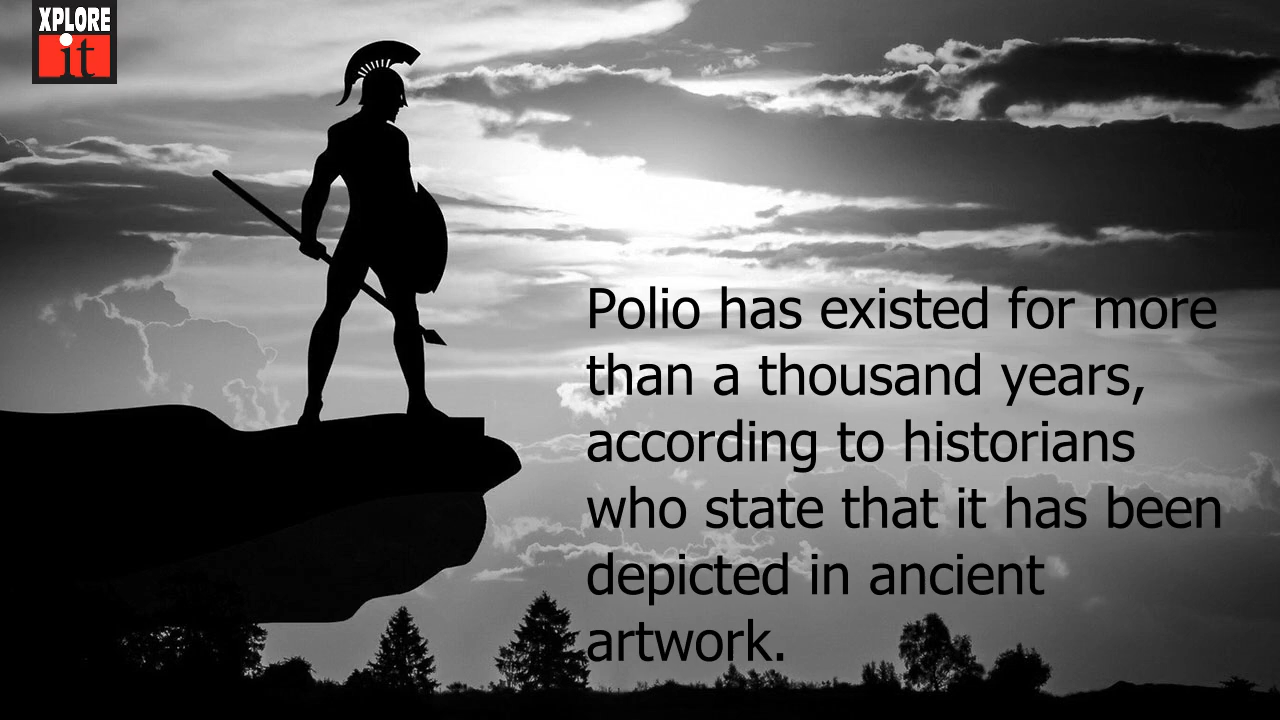 XPLORE
it
Polio has existed for more
than a thousand years,
according to historians
who state that it has been
depicted in ancient
artwork.